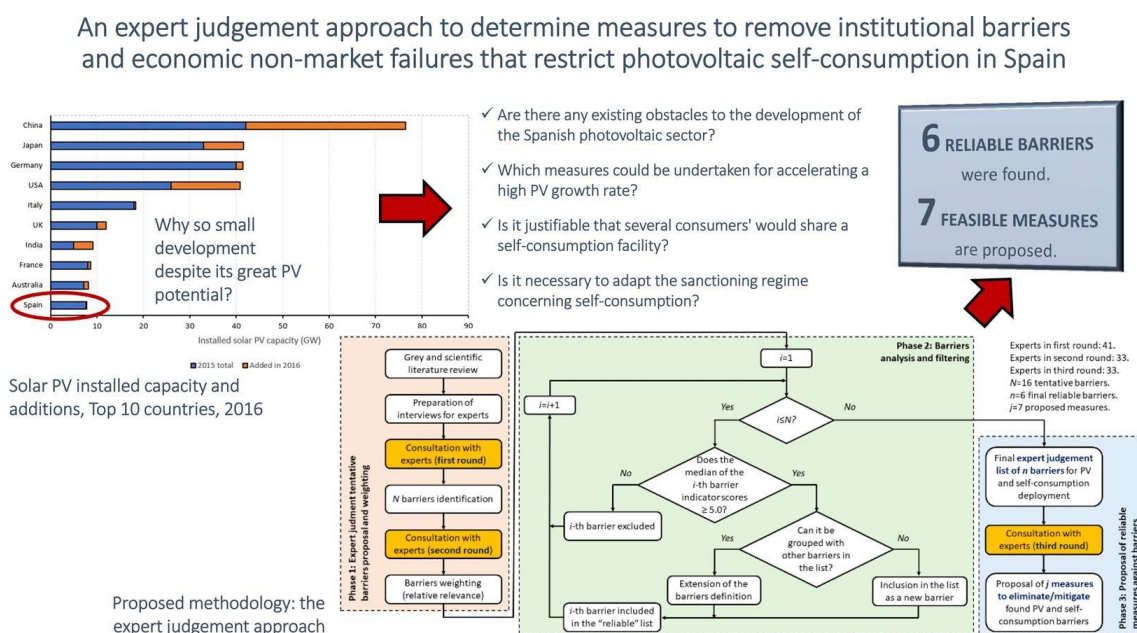 An expert judgement approach to determine measures to remove institutional barriers
and economic non-market failures that restrict photovoltaic self-consumption in Spain
China
Japan
Germany
USA
Italy
UK
India
France
Australia
Spain
0
10
20
30
40
50
60
70
80
90
Installed solar PV capacity (GW)
2015 total
Added in 2016
Why so small
development
despite its great PV
potential?
Solar PV installed capacity and
additions, Top 10 countries, 2016
✓ Are there any existing obstacles to the development of
the Spanish photovoltaic sector?
✓ Which measures could be undertaken for accelerating a
high PV growth rate?
✓ Is it justifiable that several consumers' would share a
self-consumption facility?
✓ Is it necessary to adapt the sanctioning regime
concerning self-consumption?
6 RELIABLE BARRIERS
were found.
7 FEASIBLE MEASURES
are proposed.
Proposed methodology: the
expert judgement approach
Phase 1: Expert judgment tentative
barriers proposal and weighting
Grey and scientific
literature review
Preparation of
interviews for experts
Consultation with
experts (first round)
N barriers identification
Consultation with
experts (second round)
Barriers weighting
(relative relevance)
Phase 2: Barriers
analysis and filtering
i=1
i=i+1
i≤N?
Yes
No
Does the
median of the
i-th barrier
indicator scores
≥ 5.0?
No
Yes
i-th barrier excluded
Can it be
grouped with
other barriers in
the list?
Yes
No
Extension of the
barriers definition
Inclusion in the list
as a new barrier
i-th barrier included
in the "reliable" list
Experts in first round: 41.
Experts in second round: 33.
Experts in third round: 33.
N=16 tentative barriers.
n=6 final reliable barriers.
j=7 proposed measures.
Final expert judgement
list of n barriers for PV
and self-consumption
deployment
Consultation with
experts (third round)
Proposal of j measures
to eliminate/mitigate
found PV and self-
consumption barriers
Phase 3: Proposal of reliable
measures against barriers